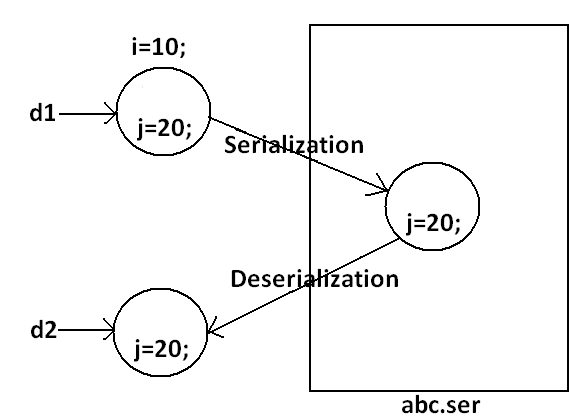 i=10;
d1
j=20;
Serialization
j=20;
Deserialization
d2
j=20;
abc.ser